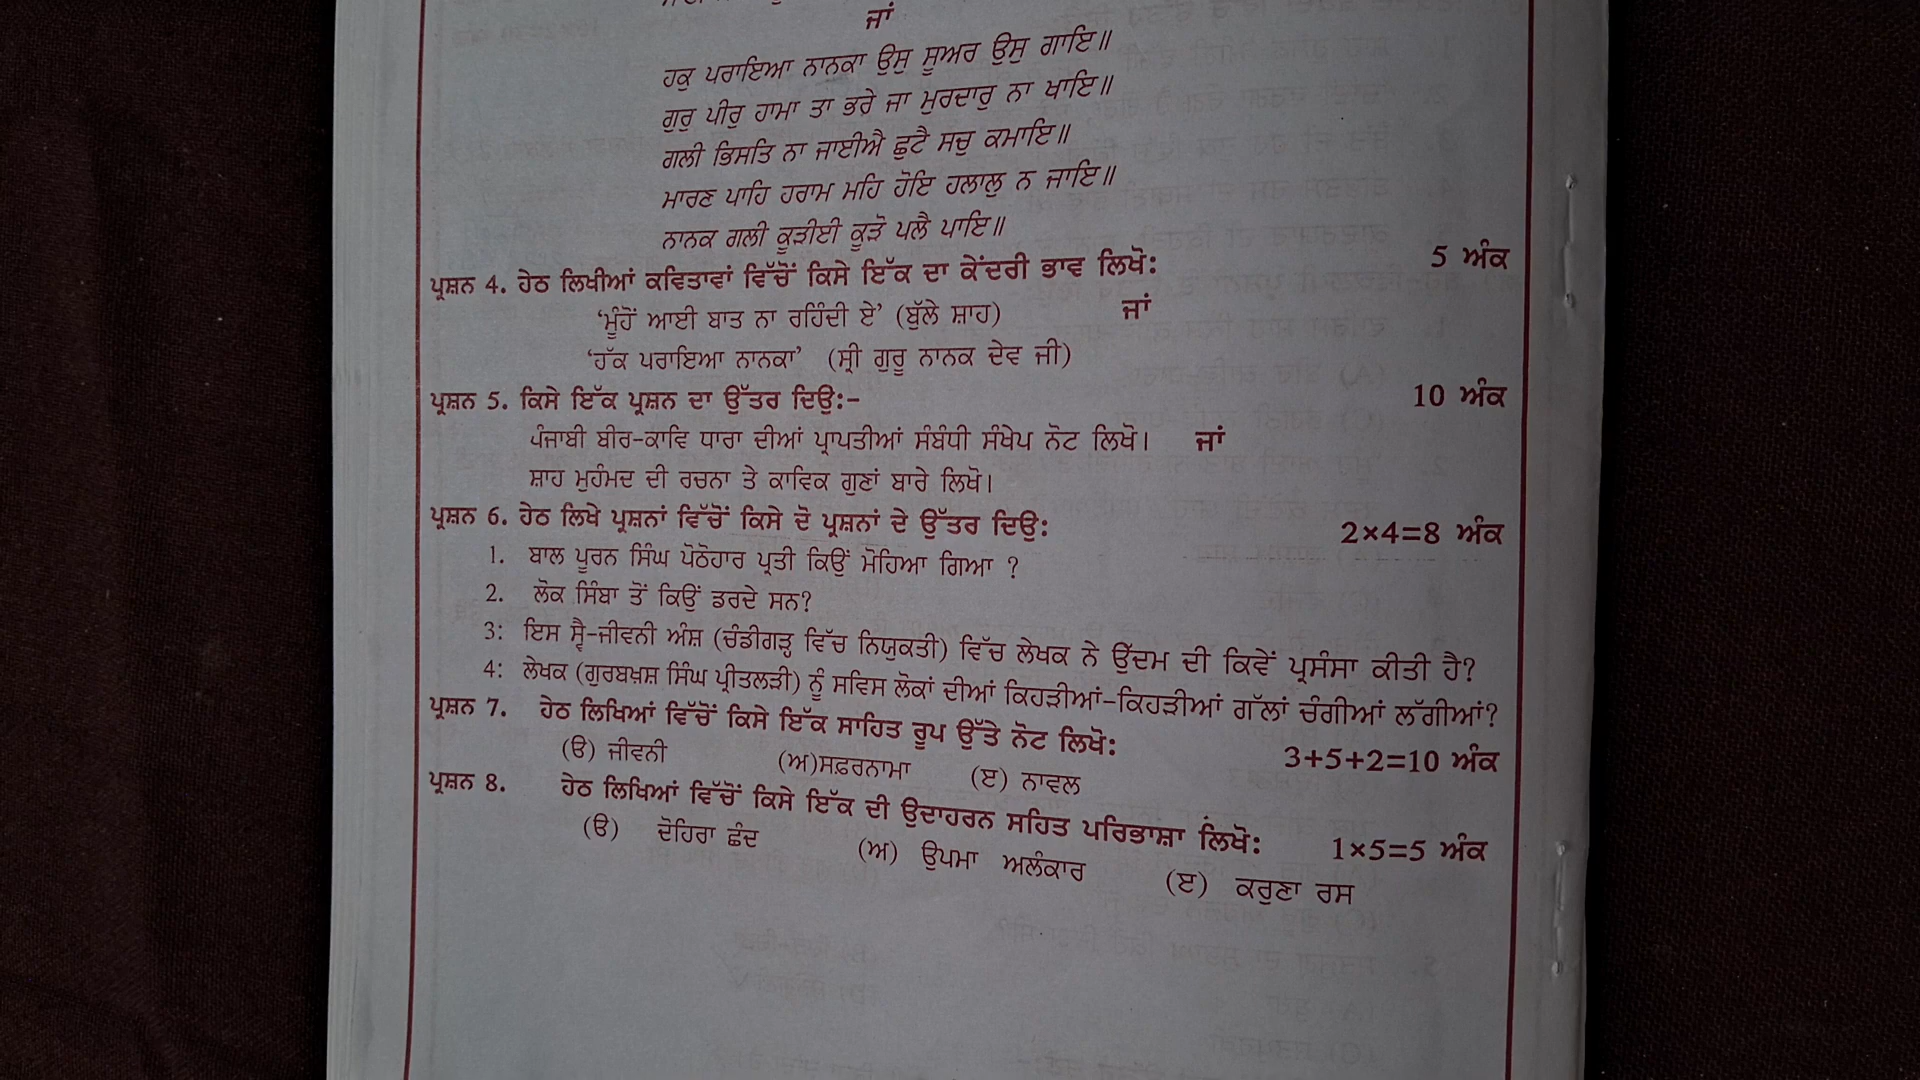 ਜਾਂ
ਹਕੁ ਪਰਾਇਆ ਨਾਨਕਾ ਉਸੁ ਸੂਅਰ ਉਸੁ ਗਾਇ॥
ਗੁਰੁ ਪੀਰੁ ਹਾਮਾ ਤਾ ਭਰੇ ਜਾ ਮੁਰਦਾਰੁ ਨਾ ਖਾਇ॥
ਗਲੀ ਭਿਸਤਿ ਨਾ ਜਾਈਐ ਛੁਟੈ ਸਚੁ ਕਮਾਇ॥
ਮਾਰਣ ਪਾਹਿ ਹਰਾਮ ਮਹਿ ਹੋਇ ਹਲਾਲੁ ਨ ਜਾਇ॥
ਨਾਨਕ ਗਲੀ ਕੂੜੀਈ ਕੂੜੋ ਪਲੈ ਪਾਇ॥
ਪ੍ਰਸ਼ਨ 4. ਹੇਠ ਲਿਖੀਆਂ ਕਵਿਤਾਵਾਂ ਵਿੱਚੋਂ ਕਿਸੇ ਇੱਕ ਦਾ ਕੇਂਦਰੀ ਭਾਵ ਲਿਖੋ: 5 ਅੰਕ
‘ਮੂੰਹੋਂ ਆਈ ਬਾਤ ਨਾ ਰਹਿੰਦੀ ਏ’ (ਬੁੱਲੇ ਸ਼ਾਹ) ਜਾਂ
‘ਹੱਕ ਪਰਾਇਆ ਨਾਨਕਾ’ (ਸ੍ਰੀ ਗੁਰੂ ਨਾਨਕ ਦੇਵ ਜੀ)
ਪ੍ਰਸ਼ਨ 5. ਕਿਸੇ ਇੱਕ ਪ੍ਰਸ਼ਨ ਦਾ ਉੱਤਰ ਦਿਉ:- 10 ਅੰਕ
ਪੰਜਾਬੀ ਬੀਰ-ਕਾਵਿ ਧਾਰਾ ਦੀਆਂ ਪ੍ਰਾਪਤੀਆਂ ਸੰਬੰਧੀ ਸੰਖੇਪ ਨੋਟ ਲਿਖੋ। ਜਾਂ
ਸ਼ਾਹ ਮੁਹੰਮਦ ਦੀ ਰਚਨਾ ਤੇ ਕਾਵਿਕ ਗੁਣਾਂ ਬਾਰੇ ਲਿਖੋ।
ਪ੍ਰਸ਼ਨ 6. ਹੇਠ ਲਿਖੇ ਪ੍ਰਸ਼ਨਾਂ ਵਿੱਚੋਂ ਕਿਸੇ ਦੋ ਪ੍ਰਸ਼ਨਾਂ ਦੇ ਉੱਤਰ ਦਿਉ: 2×4=8 ਅੰਕ
1. ਬਾਲ ਪੂਰਨ ਸਿੰਘ ਪੋਠੋਹਾਰ ਪ੍ਰਤੀ ਕਿਉਂ ਮੋਹਿਆ ਗਿਆ ?
2. ਲੋਕ ਸਿੰਬਾ ਤੋਂ ਕਿਉਂ ਡਰਦੇ ਸਨ?
3: ਇਸ ਸ੍ਵੈ-ਜੀਵਨੀ ਅੰਸ਼ (ਚੰਡੀਗੜ੍ਹ ਵਿੱਚ ਨਿਯੁਕਤੀ) ਵਿੱਚ ਲੇਖਕ ਨੇ ਉੱਦਮ ਦੀ ਕਿਵੇਂ ਪ੍ਰਸੰਸਾ ਕੀਤੀ ਹੈ?
4: ਲੇਖਕ (ਗੁਰਬਖ਼ਸ਼ ਸਿੰਘ ਪ੍ਰੀਤਲੜੀ) ਨੂੰ ਸਵਿਸ ਲੋਕਾਂ ਦੀਆਂ ਕਿਹੜੀਆਂ-ਕਿਹੜੀਆਂ ਗੱਲਾਂ ਚੰਗੀਆਂ ਲੱਗੀਆਂ?
ਪ੍ਰਸ਼ਨ 7. ਹੇਠ ਲਿਖਿਆਂ ਵਿੱਚੋਂ ਕਿਸੇ ਇੱਕ ਸਾਹਿਤ ਰੂਪ ਉੱਤੇ ਨੋਟ ਲਿਖੋ: 3+5+2=10 ਅੰਕ
(ੳ) ਜੀਵਨੀ (ਅ)ਸਫ਼ਰਨਾਮਾ (ੲ) ਨਾਵਲ
ਪ੍ਰਸ਼ਨ 8. ਹੇਠ ਲਿਖਿਆਂ ਵਿੱਚੋਂ ਕਿਸੇ ਇੱਕ ਦੀ ਉਦਾਹਰਨ ਸਹਿਤ ਪਰਿਭਾਸ਼ਾ ਲਿਖੋ: 1×5=5 ਅੰਕ
(ੳ) ਦੋਹਿਰਾ ਛੰਦ (ਅ) ਉਪਮਾ ਅਲੰਕਾਰ (ੲ) ਕਰੁਣਾ ਰਸ